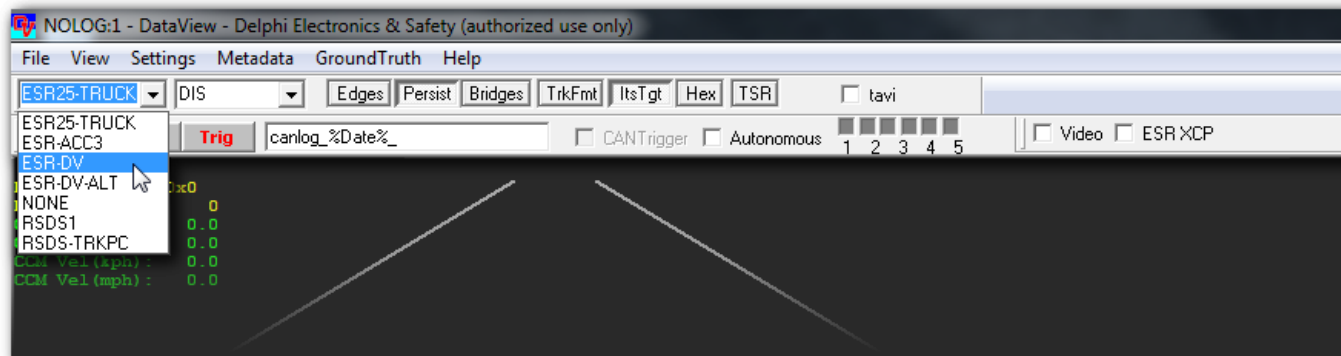 NOLOG:1 - DataView - Delphi Electronics & Safety (authorized use only)
File View Settings Metadata GroundTruth Help
ESR25-TRUCK DIS Edges Persist Bridges TrkFmt ItsTgt Hex TSR tavi
ESR25-TRUCK
ESR-ACC3
ESR-DV
ESR-DV-ALT
NONE
RSDS1
RSDS-TRKPC
Trig canlog_%Date%_ CANTrigger Autonomous 1 2 3 4 5 Video ESR XCP
0x0
0
0.0
0.0
CCM Vel(kph): 0.0
CCM Vel(mph): 0.0